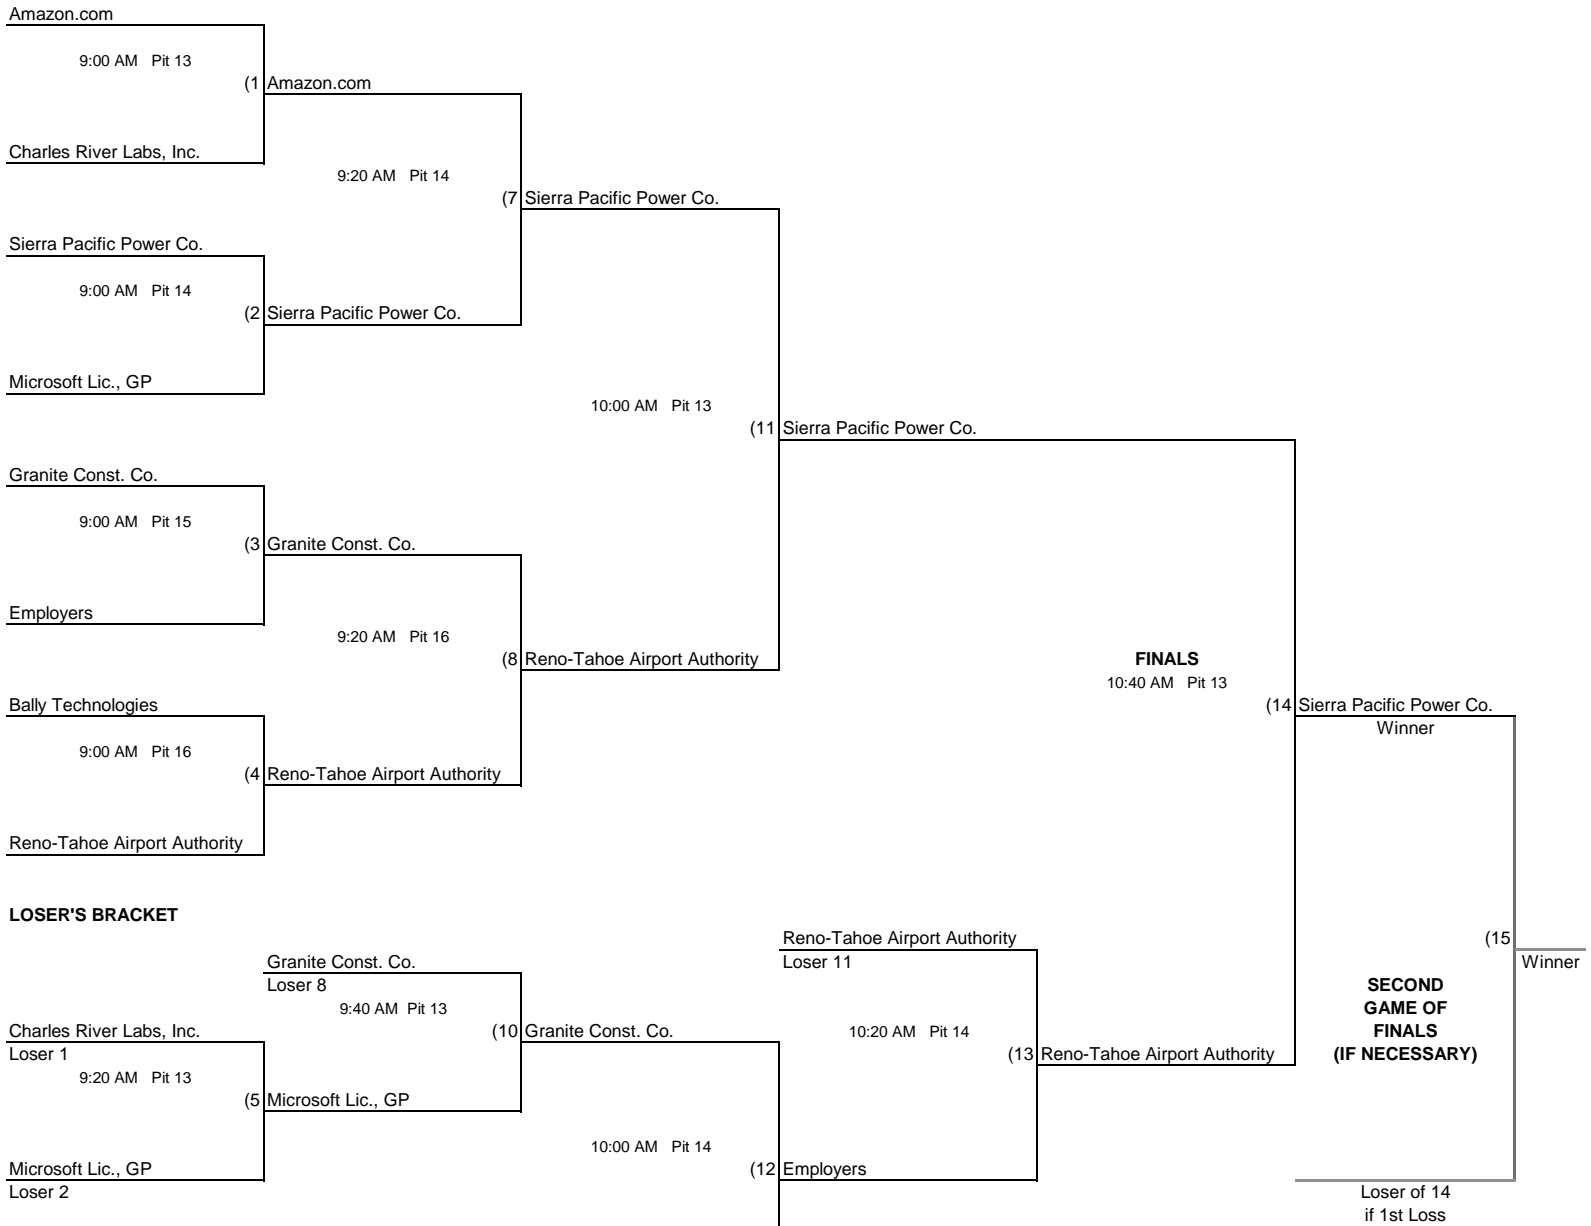 Amazon.com
9:00 AM Pit 13
(1 Amazon.com
Charles River Labs, Inc.
9:20 AM Pit 14
(7 Sierra Pacific Power Co.
Sierra Pacific Power Co.
9:00 AM Pit 14
(2 Sierra Pacific Power Co.
Microsoft Lic., GP
10:00 AM Pit 13
(11 Sierra Pacific Power Co.
Granite Const. Co.
9:00 AM Pit 15
(3 Granite Const. Co.
Employers
9:20 AM Pit 16
(8 Reno-Tahoe Airport Authority
FINALS
10:40 AM Pit 13
Bally Technologies
(14 Sierra Pacific Power Co.
Winner
9:00 AM Pit 16
(4 Reno-Tahoe Airport Authority
Reno-Tahoe Airport Authority
LOSER'S BRACKET
Reno-Tahoe Airport Authority
Loser 11
(15
Winner
Granite Const. Co.
Loser 8
9:40 AM Pit 13
SECOND
GAME OF
FINALS
(IF NECESSARY)
Charles River Labs, Inc.
Loser 1
(10 Granite Const. Co.
10:20 AM Pit 14
(13 Reno-Tahoe Airport Authority
9:20 AM Pit 13
(5 Microsoft Lic., GP
10:00 AM Pit 14
Microsoft Lic., GP
Loser 2
(12 Employers
Loser of 14
if 1st Loss